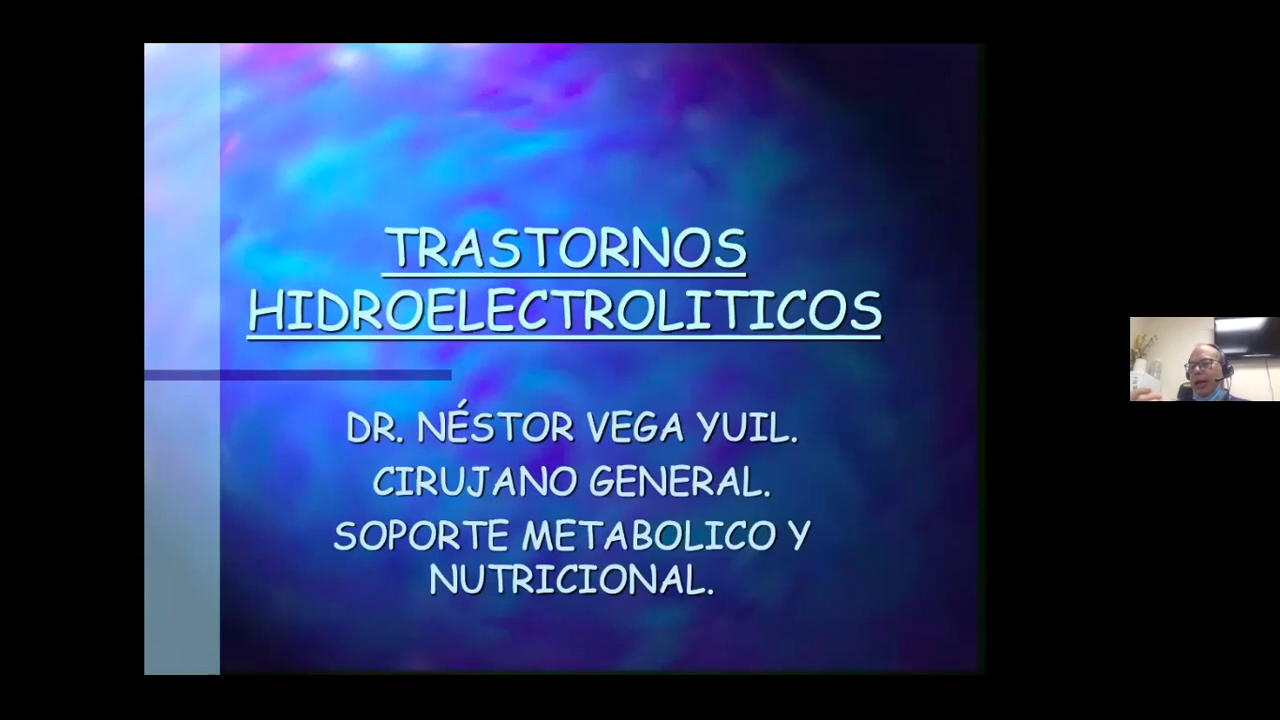 TRASTORNOS
HIDROELECTROLITICOS
DR. NÉSTOR VEGA YUIL.
CIRUJANO GENERAL.
SOPORTE METABOLICO Y
NUTRICIONAL.